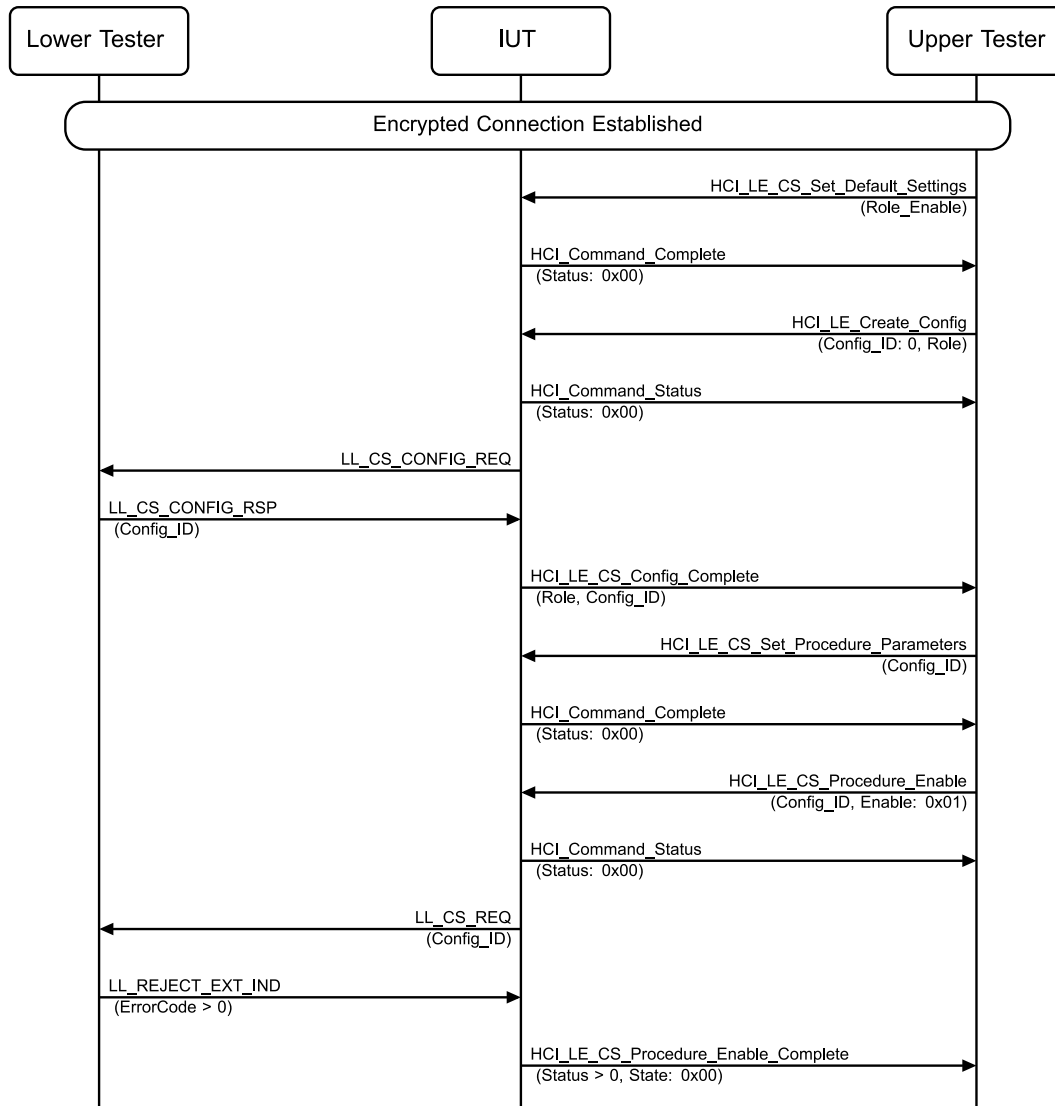 Lower Tester
IUT
Upper Tester
Encrypted Connection Established
HCI_LE_CS_Set_Default_Settings
(Role_Enable)
HCI_Command_Complete
(Status: 0x00)
HCI_LE_Create_Config
(Config_ID: 0, Role)
HCI_Command_Status
(Status: 0x00)
LL_CS_CONFIG_REQ
LL_CS_CONFIG_RSP
(Config_ID)
HCI_LE_CS_Config_Complete
(Role, Config_ID)
HCI_LE_CS_Set_Procedure_Parameters
(Config_ID)
HCI_Command_Complete
(Status: 0x00)
HCI_LE_CS_Procedure_Enable
(Config_ID, Enable: 0x01)
HCI_Command_Status
(Status: 0x00)
LL_CS_REQ
(Config_ID)
LL_REJECT_EXT_IND
(ErrorCode > 0)
HCI_LE_CS_Procedure_Enable_Complete
(Status > 0, State: 0x00)